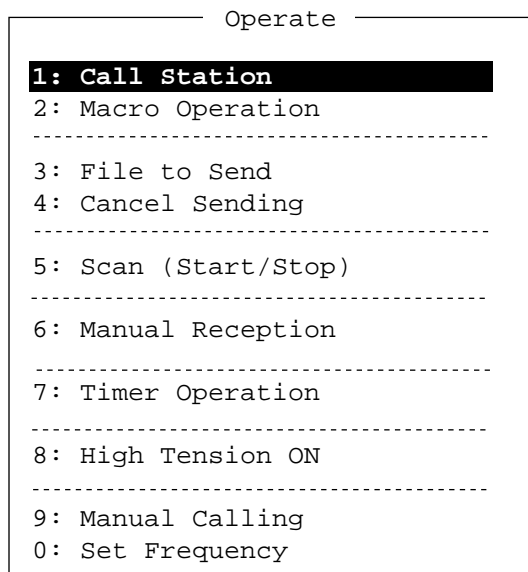 Operate
1: Call Station
2: Macro Operation
3: File to Send
4: Cancel Sending
5: Scan (Start/Stop)
6: Manual Reception
7: Timer Operation
8: High Tension ON
9: Manual Calling
0: Set Frequency